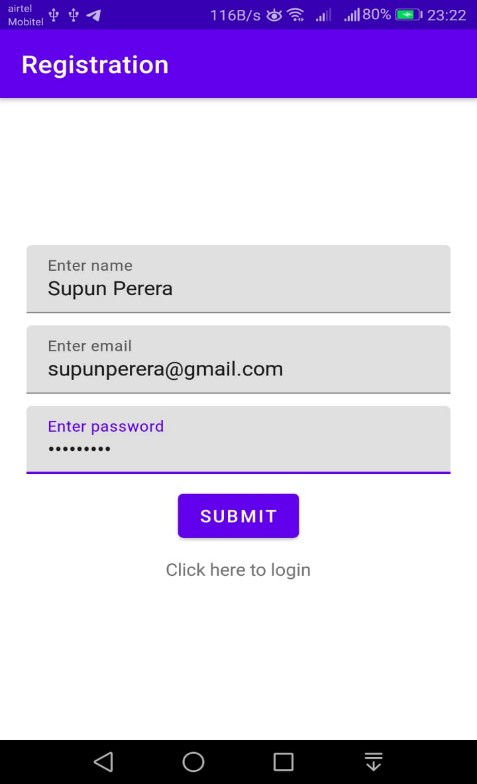 airtel
Mobitel 116B/s 80% 23:22
Registration
Enter name
Supun Perera
Enter email
supunperera@gmail.com
Enter password
•••••••••
SUBMIT
Click here to login